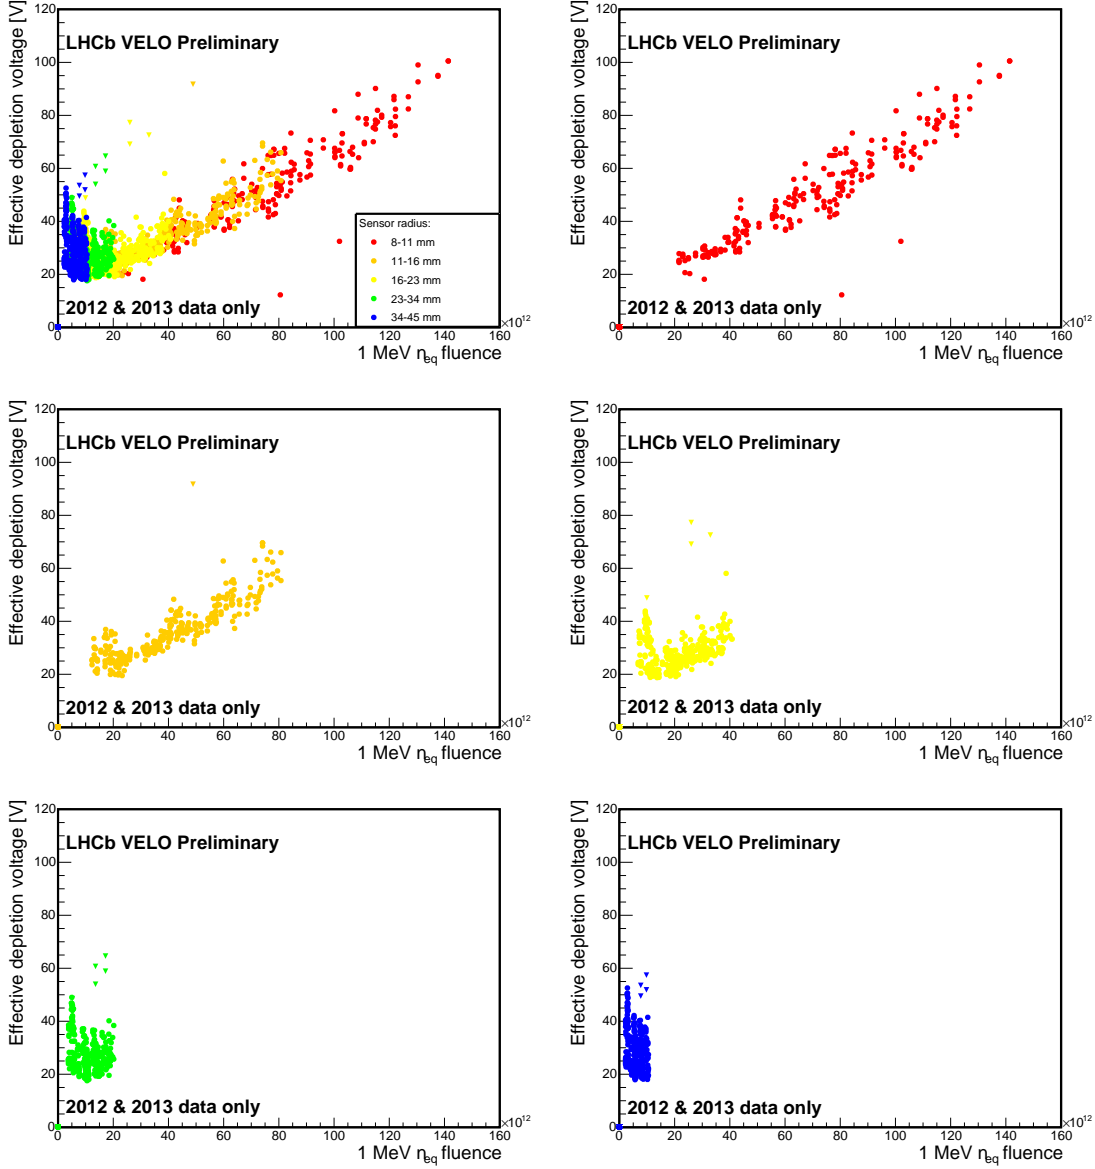 Effective depletion voltage [V]
120
100
80
60
40
20
0
LHCb VELO Preliminary
Sensor radius:
8-11 mm
11-16 mm
16-23 mm
23-34 mm
34-45 mm
2012 & 2013 data only
0 20 40 60 80 100 120 140 160
×10¹²
1 MeV neq fluence
Effective depletion voltage [V]
120
100
80
60
40
20
0
LHCb VELO Preliminary
2012 & 2013 data only
0 20 40 60 80 100 120 140 160
×10¹²
1 MeV neq fluence
Effective depletion voltage [V]
120
100
80
60
40
20
0
LHCb VELO Preliminary
2012 & 2013 data only
0 20 40 60 80 100 120 140 160
×10¹²
1 MeV neq fluence
Effective depletion voltage [V]
120
100
80
60
40
20
0
LHCb VELO Preliminary
2012 & 2013 data only
0 20 40 60 80 100 120 140 160
×10¹²
1 MeV neq fluence
Effective depletion voltage [V]
120
100
80
60
40
20
0
LHCb VELO Preliminary
2012 & 2013 data only
0 20 40 60 80 100 120 140 160
×10¹²
1 MeV neq fluence
Effective depletion voltage [V]
120
100
80
60
40
20
0
LHCb VELO Preliminary
2012 & 2013 data only
0 20 40 60 80 100 120 140 160
×10¹²
1 MeV neq fluence